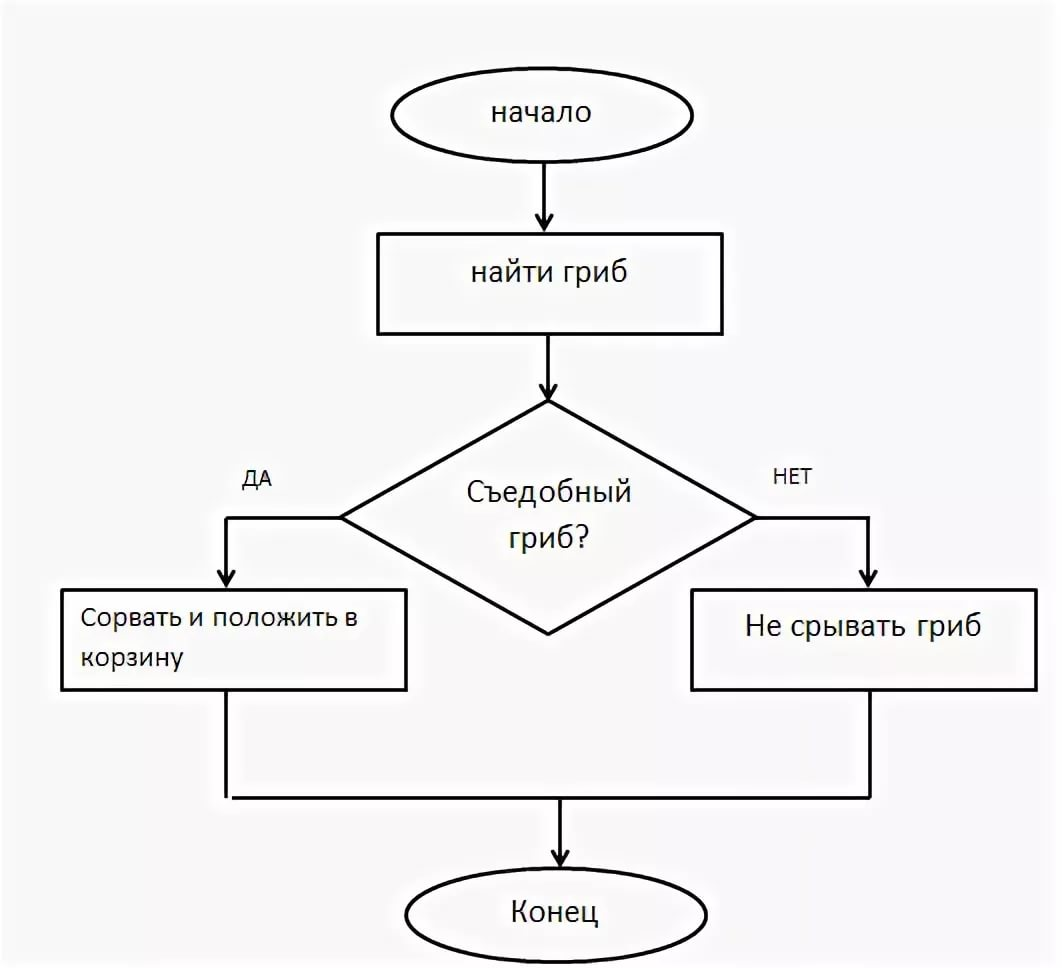 начало
найти гриб
ДА
НЕТ
Съедобный
гриб?
Сорвать и положить в
корзину
Не срывать гриб
Конец